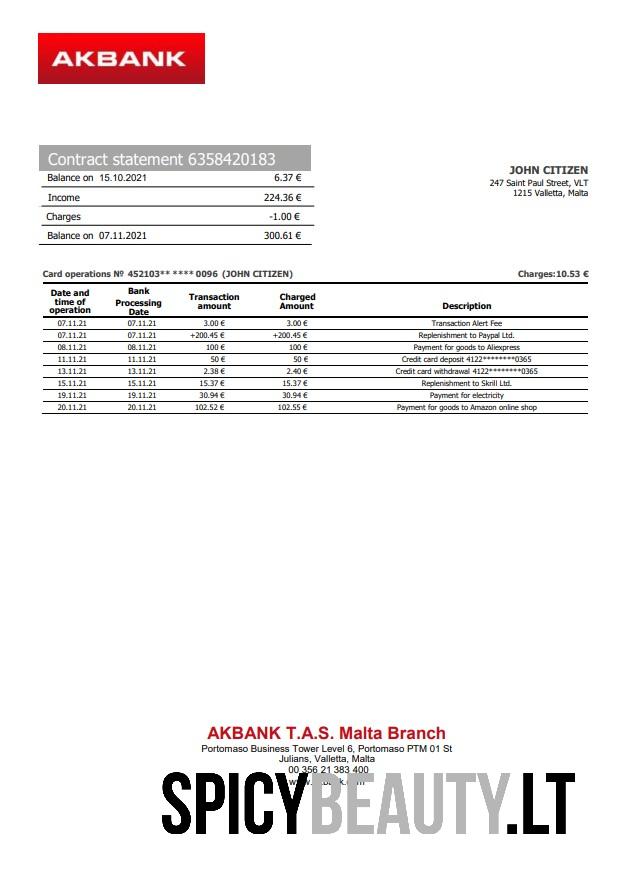 AKBANK
Contract statement 6358420183
Balance on 15.10.2021 6.37 €
Income 224.36 €
Charges -1.00 €
Balance on 07.11.2021 300.61 €
JOHN CITIZEN
247 Saint Paul Street, VLT
1215 Valletta, Malta
Card operations № 452103** **** 0096 (JOHN CITIZEN) Charges:10.53 €
Date and time of operation Bank Processing Date Transaction amount Charged Amount Description
07.11.21 07.11.21 3.00 € 3.00 € Transaction Alert Fee
07.11.21 07.11.21 +200.45 € +200.45 € Replenishment to Paypal Ltd.
08.11.21 08.11.21 100 € 100 € Payment for goods to Aliexpress
11.11.21 11.11.21 50 € 50 € Credit card deposit 4122********0365
13.11.21 13.11.21 2.38 € 2.40 € Credit card withdrawal 4122********0365
15.11.21 15.11.21 15.37 € 15.37 € Replenishment to Skrill Ltd.
19.11.21 19.11.21 30.94 € 30.94 € Payment for electricity
20.11.21 20.11.21 102.52 € 102.55 € Payment for goods to Amazon online shop
AKBANK T.A.S. Malta Branch
Portomaso Business Tower Level 6, Portomaso PTM 01 St
Julians, Valletta, Malta
00 356 21 383 400
SPICYBEAUTY.LT